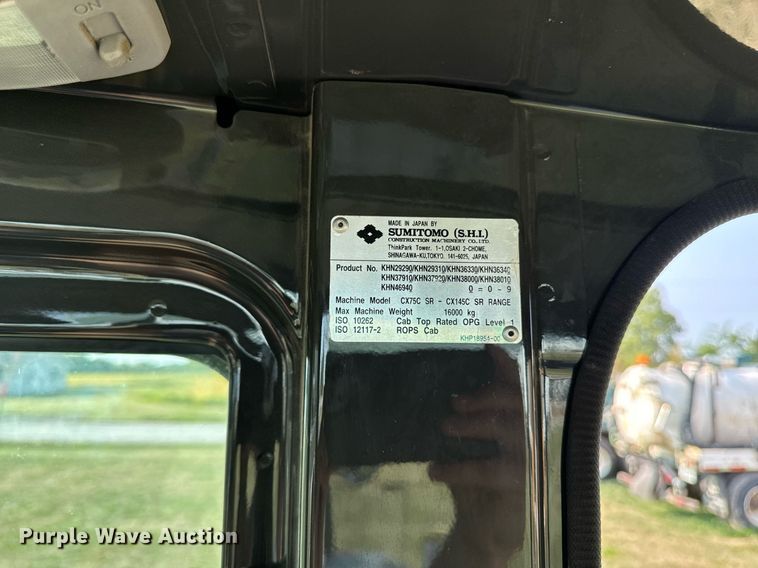 ON
MADE IN JAPAN BY
SUMITOMO (S.H.I.)
CONSTRUCTION MACHINERY CO.,LTD.
ThinkPark Tower, 1-1,OSAKI 2-CHOME,
SHINAGAWA-KUTOKYO. 141-6025, JAPAN
Product No. KHN29290/KHN29310/KHN36330/KHN36340
KHN37910/KHN37920/KHN38000/KHN38010
KHN46940 0=0~9
Machine Model CX75C SR - CX145C SR RANGE
Max Machine Weight 16000 kg
ISO 10262 Cab Top Rated OPG Level 1
ISO 12117-2 ROPS Cab
KHP18951-00
Purple Wave Auction